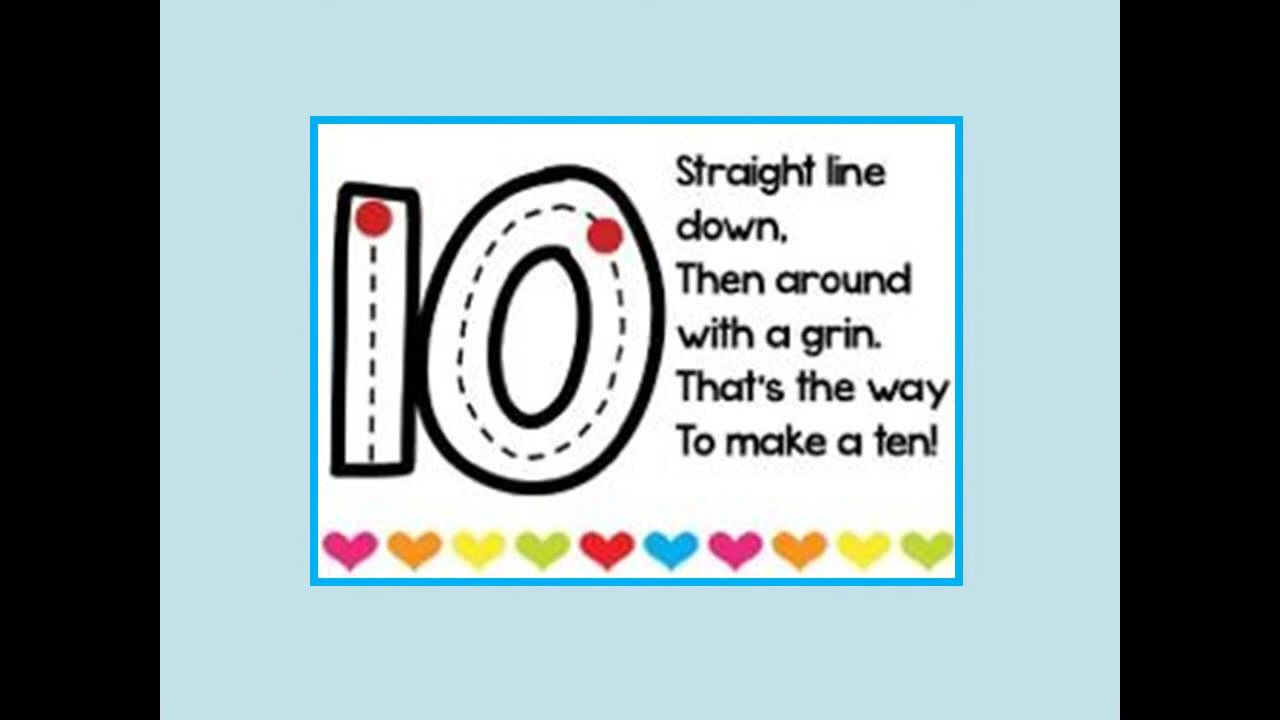 10
Straight line
down,
Then around
with a grin.
That's the way
To make a ten!